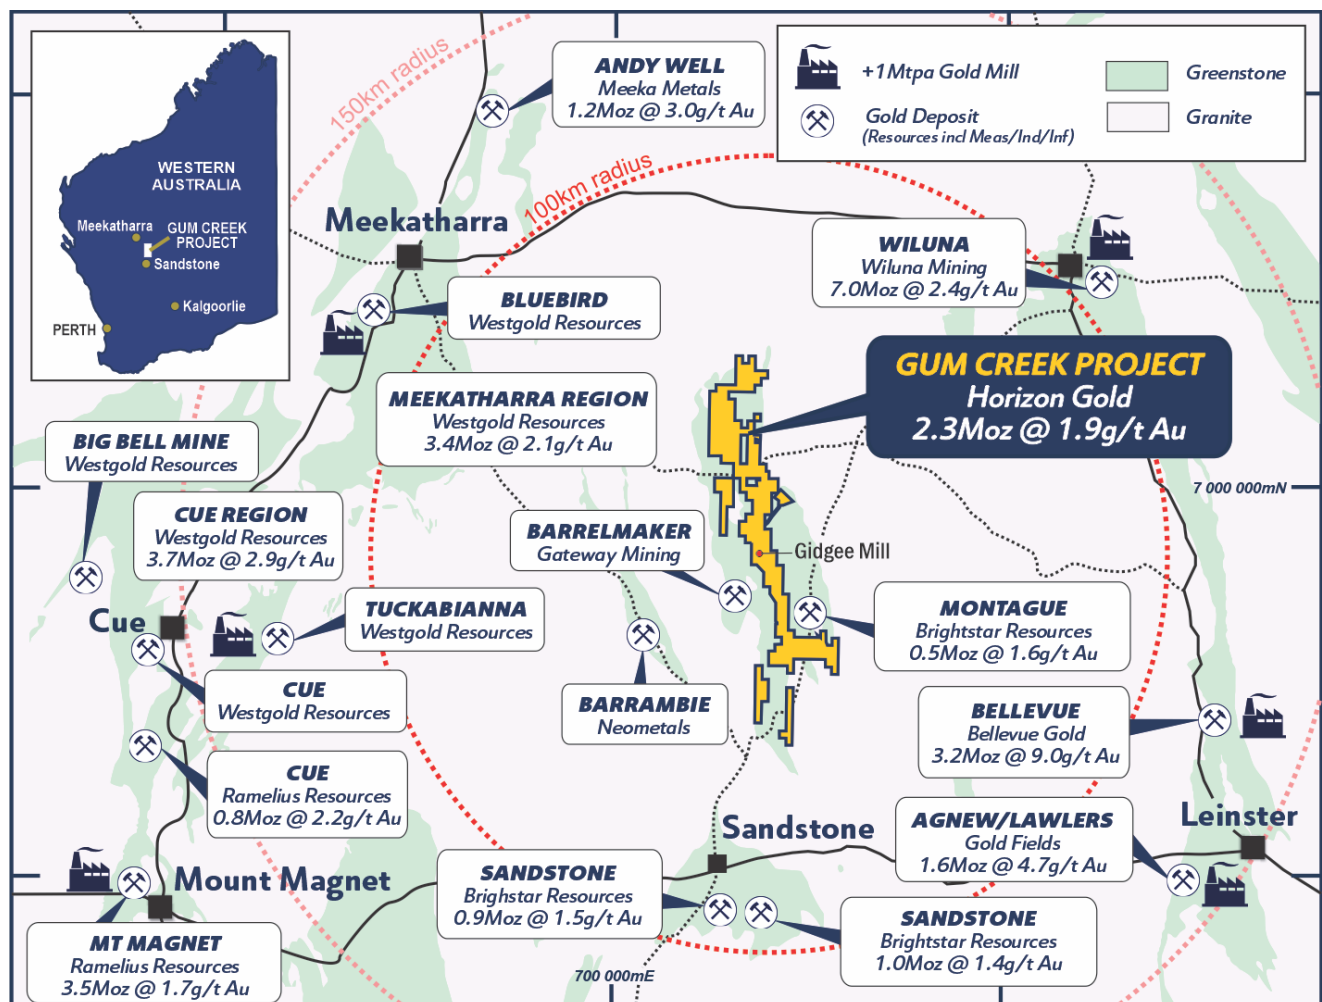 150km radius
ANDY WELL
Meeka Metals
1.2Moz @ 3.0g/t Au
+1Mtpa Gold Mill
Gold Deposit
(Resources incl Meas/Ind/Inf)
Greenstone
Granite
WESTERN
AUSTRALIA
Meekatharra
GUM CREEK
PROJECT
Sandstone
Kalgoorlie
PERTH
100km radius
Meekatharra
WILUNA
Wiluna Mining
7.0Moz @ 2.4g/t Au
BLUEBIRD
Westgold Resources
GUM CREEK PROJECT
Horizon Gold
2.3Moz @ 1.9g/t Au
MEEKATHARRA REGION
Westgold Resources
3.4Moz @ 2.1g/t Au
BIG BELL MINE
Westgold Resources
7 000 000mN
CUE REGION
Westgold Resources
3.7Moz @ 2.9g/t Au
BARRELMAKER
Gateway Mining
Gidgee Mill
Cue
TUCKABIANNA
Westgold Resources
MONTAGUE
Brightstar Resources
0.5Moz @ 1.6g/t Au
CUE
Westgold Resources
BARRAMBIE
Neometals
BELLEVUE
Bellevue Gold
3.2Moz @ 9.0g/t Au
CUE
Ramelius Resources
0.8Moz @ 2.2g/t Au
Sandstone
AGNEW/LAWLERS
Gold Fields
1.6Moz @ 4.7g/t Au
Leinster
Mount Magnet
SANDSTONE
Brighstar Resources
0.9Moz @ 1.5g/t Au
SANDSTONE
Brightstar Resources
1.0Moz @ 1.4g/t Au
MT MAGNET
Ramelius Resources
3.5Moz @ 1.7g/t Au
700 000mE